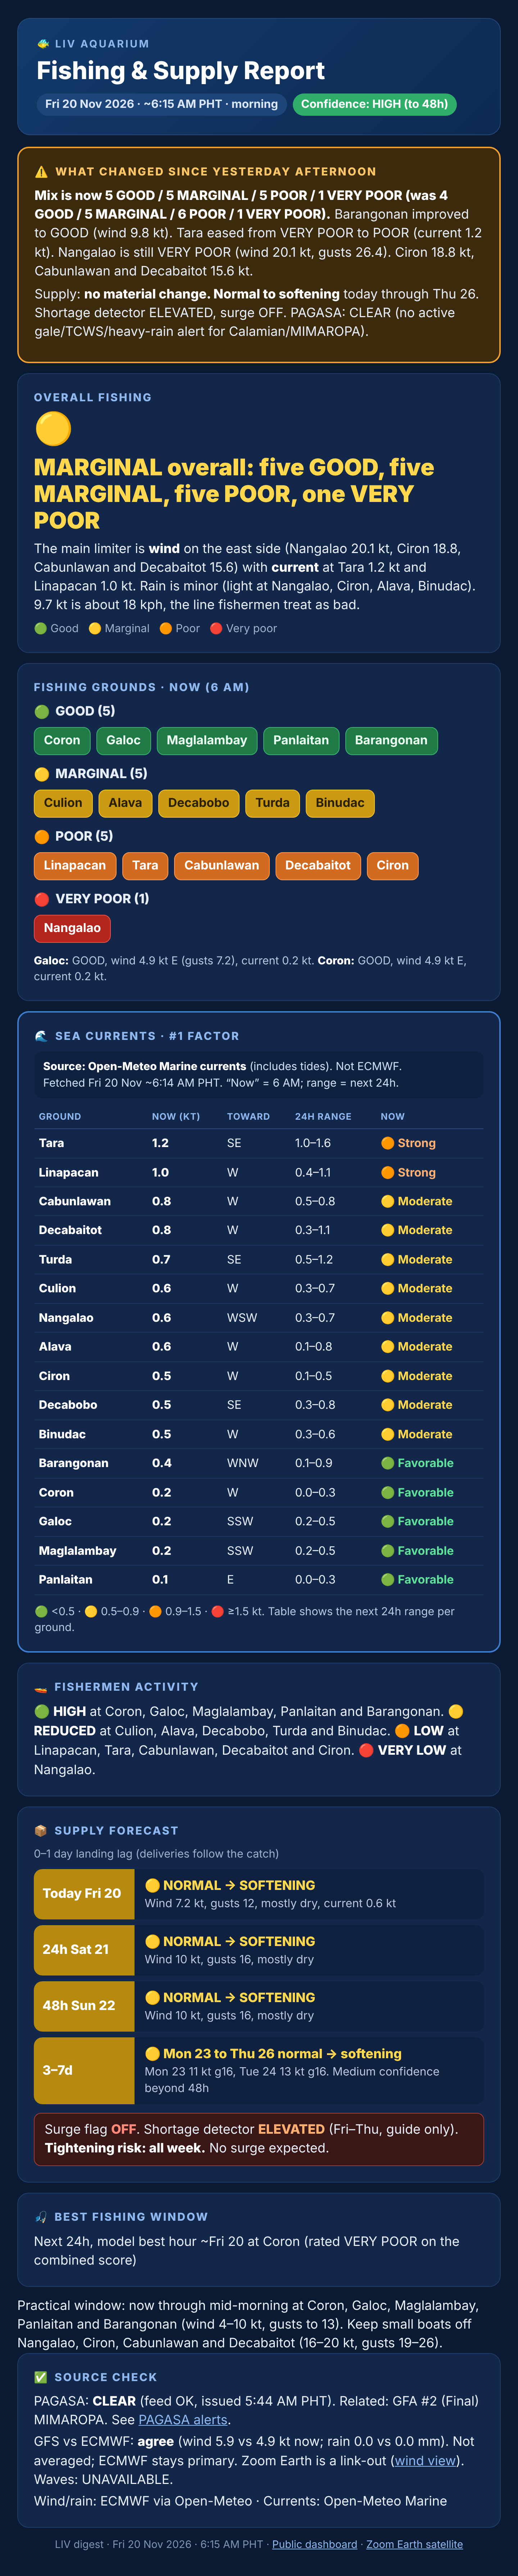 LIV AQUARIUM
Fishing & Supply Report
Fri 20 Nov 2026 · ~6:15 AM PHT · morning
Confidence: HIGH (to 48h)
WHAT CHANGED SINCE YESTERDAY AFTERNOON
Mix is now 5 GOOD / 5 MARGINAL / 5 POOR / 1 VERY POOR (was 4
GOOD / 5 MARGINAL / 6 POOR / 1 VERY POOR). Barangonan improved
to GOOD (wind 9.8 kt). Tara eased from VERY POOR to POOR (current 1.2
kt). Nangalao is still VERY POOR (wind 20.1 kt, gusts 26.4). Ciron 18.8 kt,
Cabunlawan and Decabaitot 15.6 kt.
Supply: no material change. Normal to softening today through Thu 26.
Shortage detector ELEVATED, surge OFF. PAGASA: CLEAR (no active
gale/TCWS/heavy-rain alert for Calamian/MIMAROPA).
OVERALL FISHING
MARGINAL overall: five GOOD, five
MARGINAL, five POOR, one VERY
POOR
The main limiter is wind on the east side (Nangalao 20.1 kt, Ciron 18.8,
Cabunlawan and Decabaitot 15.6) with current at Tara 1.2 kt and
Linapacan 1.0 kt. Rain is minor (light at Nangalao, Ciron, Alava, Binudac).
9.7 kt is about 18 kph, the line fishermen treat as bad.
Good Marginal Poor Very poor
FISHING GROUNDS · NOW (6 AM)
GOOD (5)
Coron Galoc Maglalambay Panlaitan Barangonan
MARGINAL (5)
Culion Alava Decabobo Turda Binudac
POOR (5)
Linapacan Tara Cabunlawan Decabaitot Ciron
VERY POOR (1)
Nangalao
Galoc: GOOD, wind 4.9 kt E (gusts 7.2), current 0.2 kt. Coron: GOOD, wind 4.9 kt E,
current 0.2 kt.
SEA CURRENTS · #1 FACTOR
Source: Open-Meteo Marine currents (includes tides). Not ECMWF.
Fetched Fri 20 Nov ~6:14 AM PHT. “Now” = 6 AM; range = next 24h.
GROUND NOW (KT) TOWARD 24H RANGE NOW
Tara 1.2 SE 1.0–1.6 Strong
Linapacan 1.0 W 0.4–1.1 Strong
Cabunlawan 0.8 W 0.5–0.8 Moderate
Decabaitot 0.8 W 0.3–1.1 Moderate
Turda 0.7 SE 0.5–1.2 Moderate
Culion 0.6 W 0.3–0.7 Moderate
Nangalao 0.6 WSW 0.3–0.7 Moderate
Alava 0.6 W 0.1–0.8 Moderate
Ciron 0.5 W 0.1–0.5 Moderate
Decabobo 0.5 SE 0.3–0.8 Moderate
Binudac 0.5 W 0.3–0.6 Moderate
Barangonan 0.4 WNW 0.1–0.9 Favorable
Coron 0.2 W 0.0–0.3 Favorable
Galoc 0.2 SSW 0.2–0.5 Favorable
Maglalambay 0.2 SSW 0.2–0.5 Favorable
Panlaitan 0.1 E 0.0–0.3 Favorable
<0.5 · 0.5–0.9 · 0.9–1.5 · ≥1.5 kt. Table shows the next 24h range per
ground.
FISHERMEN ACTIVITY
HIGH at Coron, Galoc, Maglalambay, Panlaitan and Barangonan.
REDUCED at Culion, Alava, Decabobo, Turda and Binudac. LOW at
Linapacan, Tara, Cabunlawan, Decabaitot and Ciron. VERY LOW at
Nangalao.
SUPPLY FORECAST
0–1 day landing lag (deliveries follow the catch)
Today Fri 20
NORMAL → SOFTENING
Wind 7.2 kt, gusts 12, mostly dry, current 0.6 kt
24h Sat 21
NORMAL → SOFTENING
Wind 10 kt, gusts 16, mostly dry
48h Sun 22
NORMAL → SOFTENING
Wind 10 kt, gusts 16, mostly dry
3–7d
Mon 23 to Thu 26 normal → softening
Mon 23 11 kt g16, Tue 24 13 kt g16. Medium confidence
beyond 48h
Surge flag OFF. Shortage detector ELEVATED (Fri–Thu, guide only).
Tightening risk: all week. No surge expected.
BEST FISHING WINDOW
Next 24h, model best hour ~Fri 20 at Coron (rated VERY POOR on the
combined score)
Practical window: now through mid-morning at Coron, Galoc, Maglalambay,
Panlaitan and Barangonan (wind 4–10 kt, gusts to 13). Keep small boats off
Nangalao, Ciron, Cabunlawan and Decabaitot (16–20 kt, gusts 19–26).
SOURCE CHECK
PAGASA: CLEAR (feed OK, issued 5:44 AM PHT). Related: GFA #2 (Final)
MIMAROPA. See PAGASA alerts.
GFS vs ECMWF: agree (wind 5.9 vs 4.9 kt now; rain 0.0 vs 0.0 mm). Not
averaged; ECMWF stays primary. Zoom Earth is a link-out (wind view).
Waves: UNAVAILABLE.
Wind/rain: ECMWF via Open-Meteo · Currents: Open-Meteo Marine
LIV digest · Fri 20 Nov 2026 · 6:15 AM PHT · Public dashboard · Zoom Earth satellite